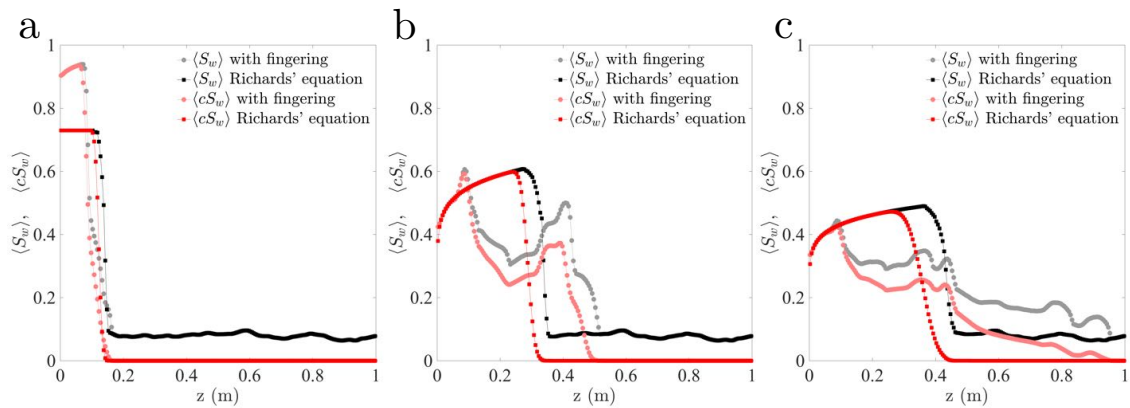 a
1
0.8
0.6
0.4
0.2
0
⟨S_w⟩, ⟨cS_w⟩
⟨S_w⟩ with fingering
⟨S_w⟩ Richards' equation
⟨cS_w⟩ with fingering
⟨cS_w⟩ Richards' equation
0 0.2 0.4 0.6 0.8 1
z (m)
b
1
0.8
0.6
0.4
0.2
0
⟨S_w⟩, ⟨cS_w⟩
⟨S_w⟩ with fingering
⟨S_w⟩ Richards' equation
⟨cS_w⟩ with fingering
⟨cS_w⟩ Richards' equation
0 0.2 0.4 0.6 0.8 1
z (m)
c
1
0.8
0.6
0.4
0.2
0
⟨S_w⟩, ⟨cS_w⟩
⟨S_w⟩ with fingering
⟨S_w⟩ Richards' equation
⟨cS_w⟩ with fingering
⟨cS_w⟩ Richards' equation
0 0.2 0.4 0.6 0.8 1
z (m)